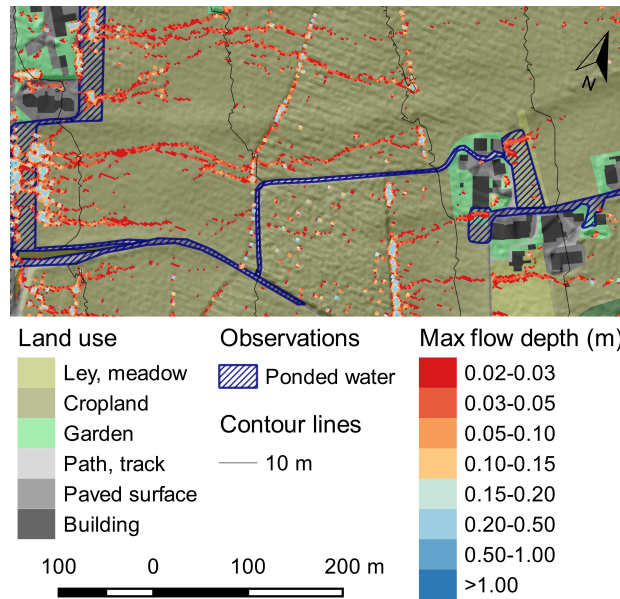 N
Land use
Ley, meadow
Cropland
Garden
Path, track
Paved surface
Building
100 0 100 200 m
Observations
Ponded water
Contour lines
10 m
Max flow depth (m)
0.02-0.03
0.03-0.05
0.05-0.10
0.10-0.15
0.15-0.20
0.20-0.50
0.50-1.00
>1.00